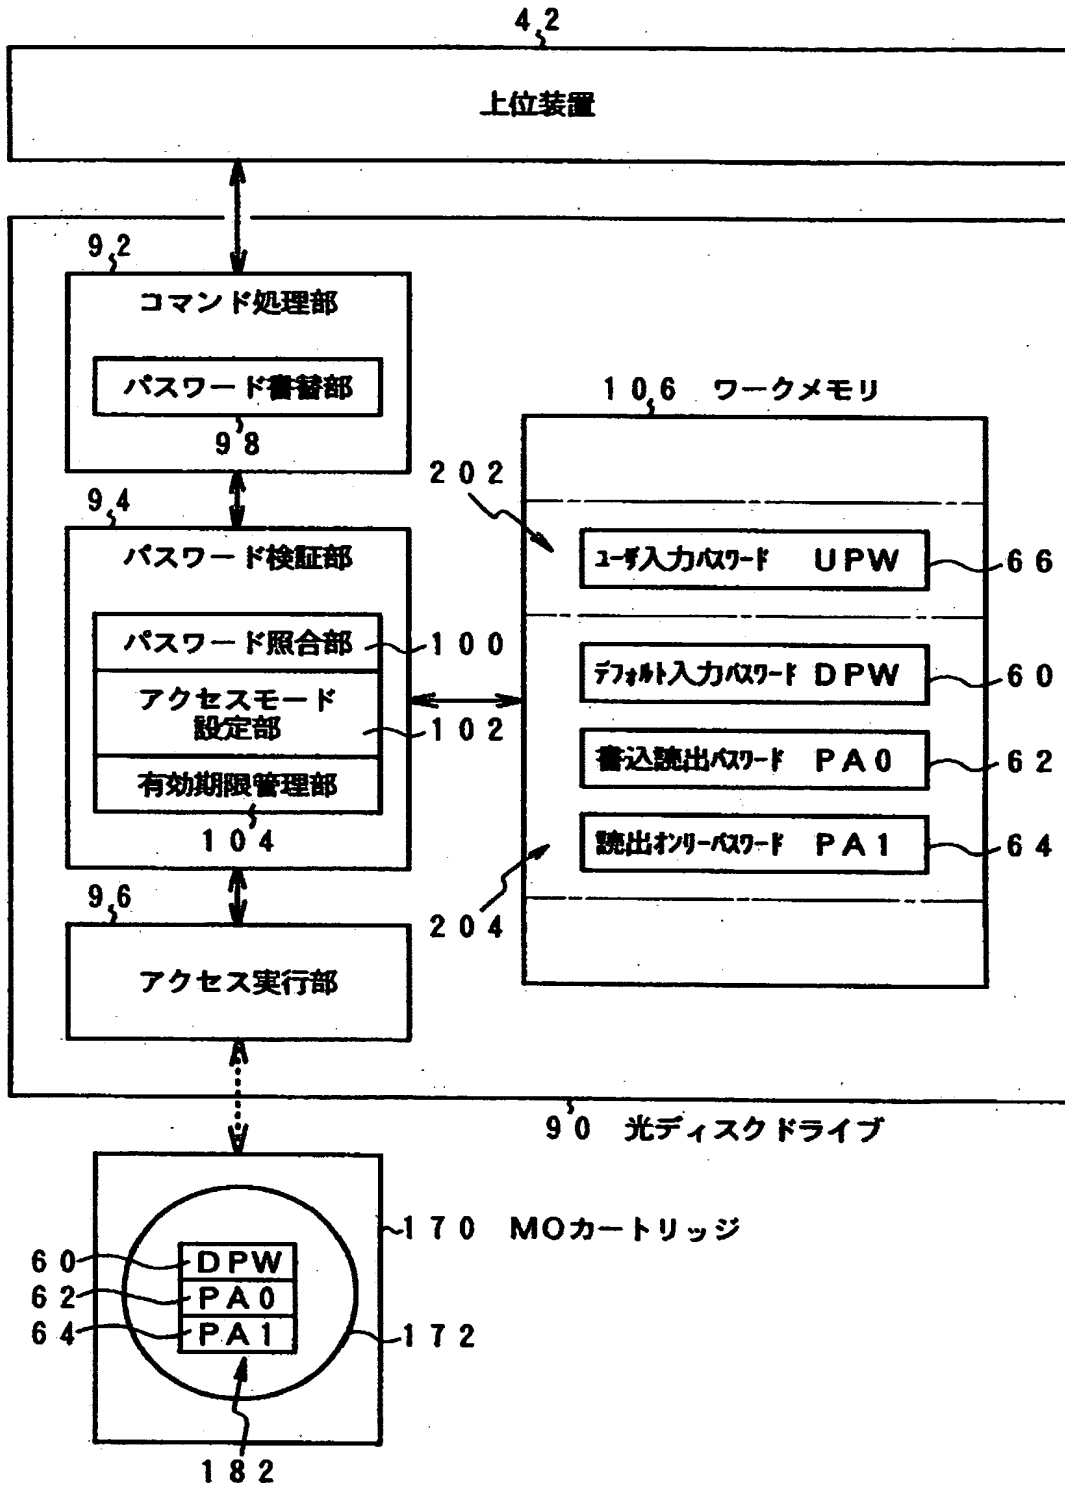 42
上位装置
92
コマンド処理部
パスワード書替部
98
94
パスワード検証部
パスワード照合部
100
アクセスモード
設定部
102
有効期限管理部
104
96
アクセス実行部
106 ワークメモリ
202
ユーザ入力パスワード UPW
66
デフォルト入力パスワード DPW
60
書込読出パスワード PA0
62
読出オンリーパスワード PA1
64
204
90 光ディスクドライブ
170 MOカートリッジ
60
DPW
62
PA0
64
PA1
172
182